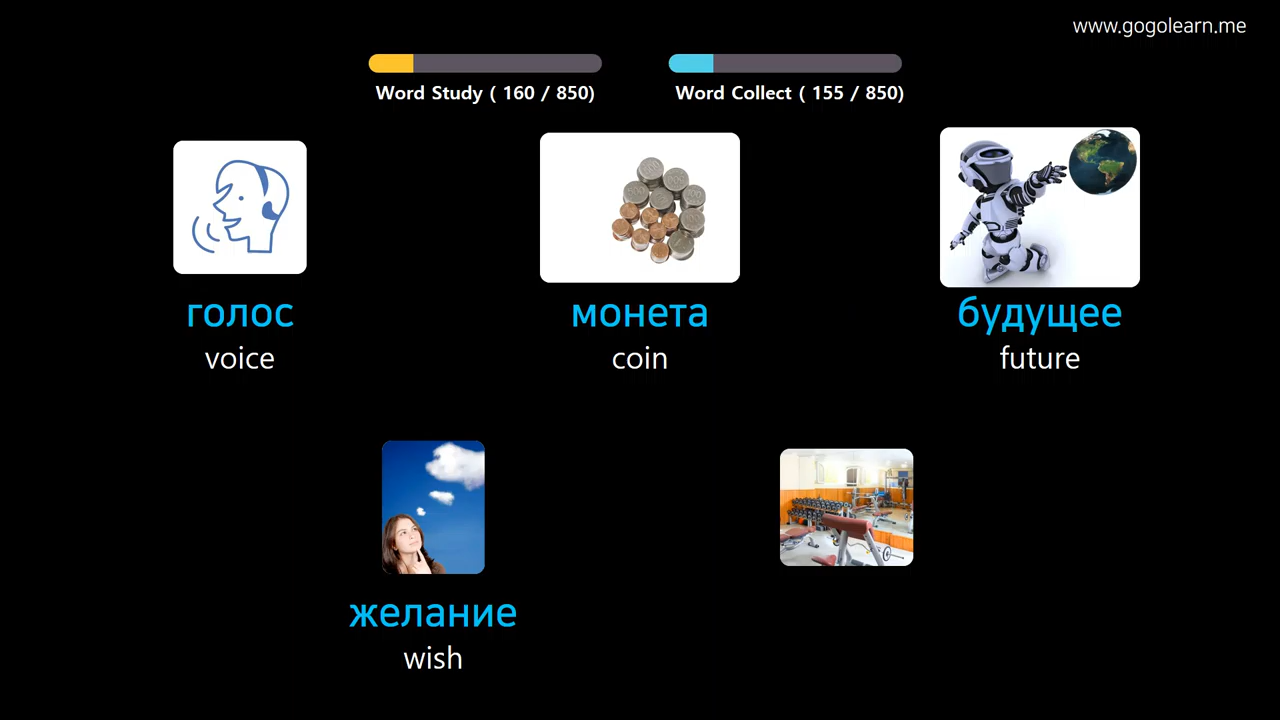 www.gogolearn.me
Word Study ( 160 / 850)
Word Collect ( 155 / 850)
голос
voice
монета
coin
будущее
future
желание
wish